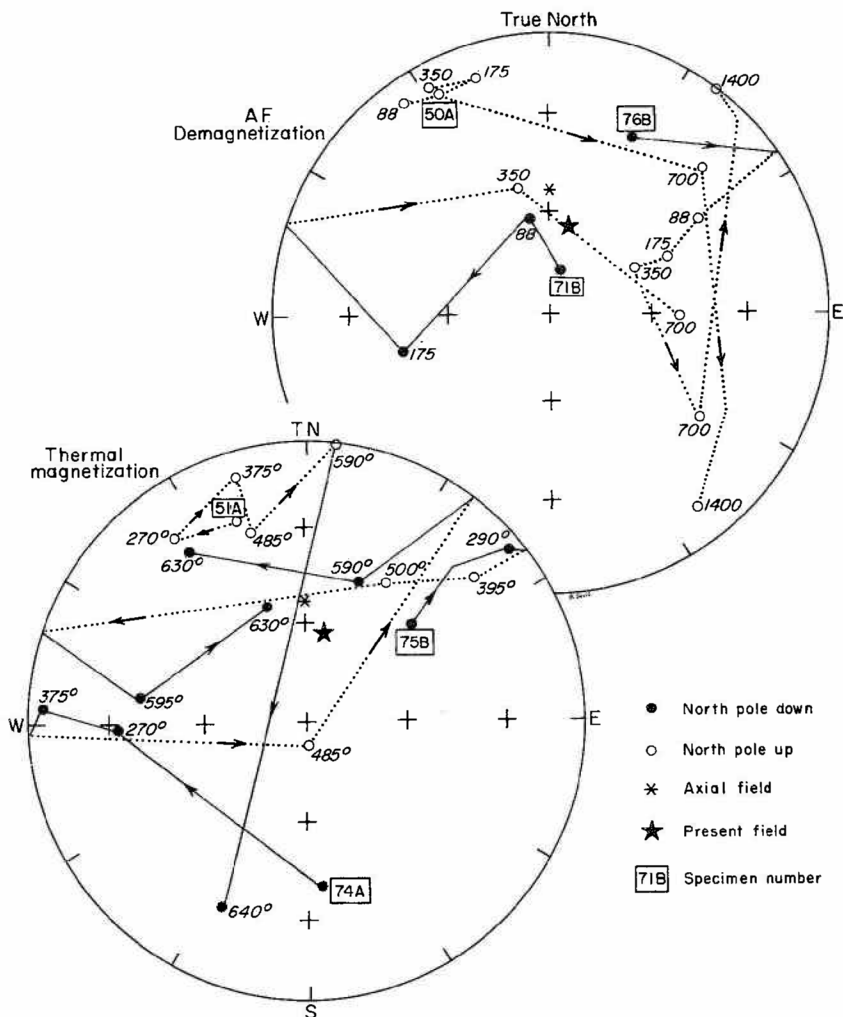 True North
350
175
1400
88
50A
AF
Demagnetization
76B
700
350
88
88
175
350
71B
W
E
700
175
700
TN
Thermal
magnetization
375°
590°
1400
51A
270°
485°
290°
630°
590°
500°
395°
630°
75B
595°
375°
W
270°
485°
E
North pole down
North pole up
Axial field
Present field
74A
71B
Specimen number
640°
S